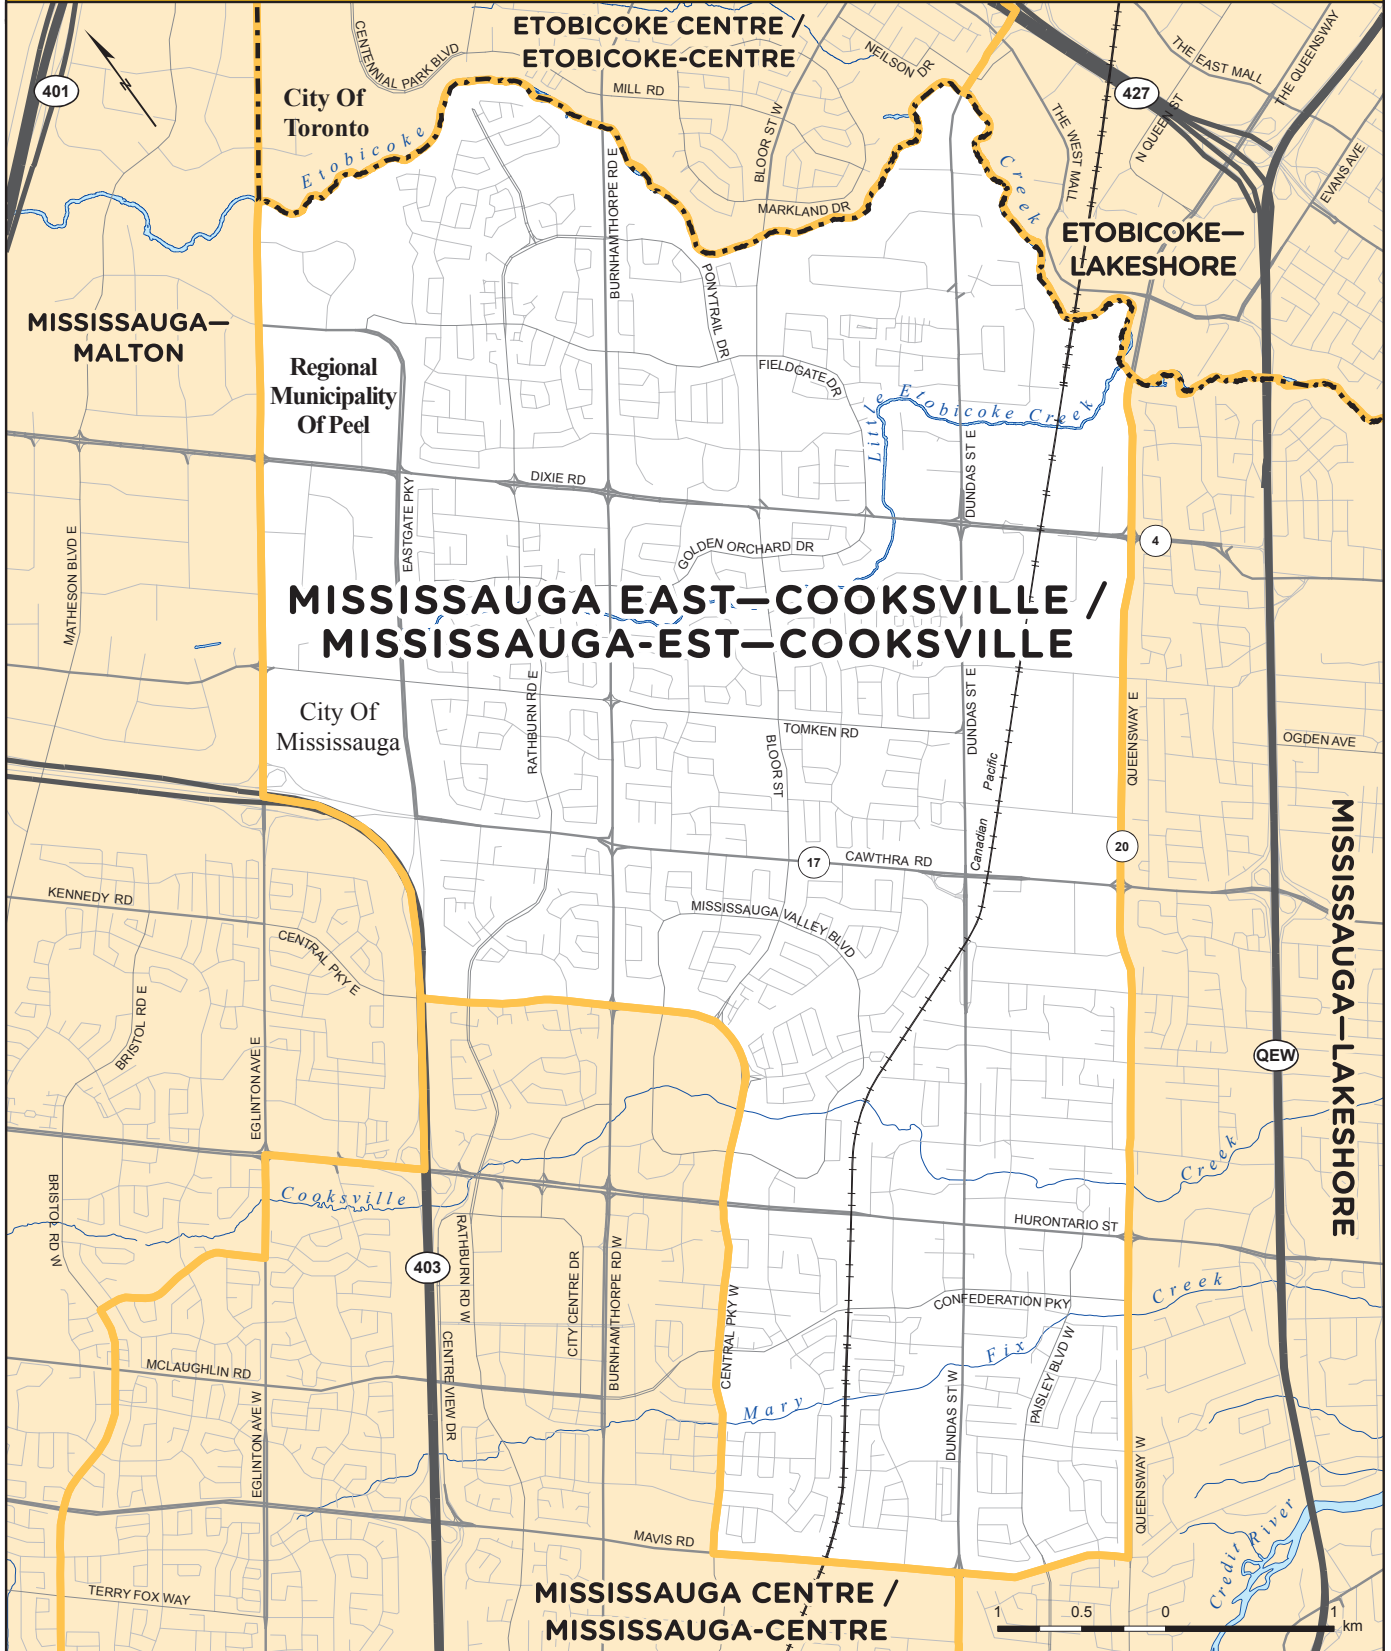 ETOBICOKE CENTRE /
ETOBICOKE-CENTRE
CENTENNIAL PARK BLVD
NEILSON DR
THE EAST MALL
THE QUEENSWAY
401
City Of
Toronto
MILL RD
427
N QUEEN ST
Etobicoke
BLOOR ST W
THE WEST MALL
EVANS AVE
Creek
BURNHAMTHORPE RD E
MARKLAND DR
ETOBICOKE—
LAKESHORE
N
MISSISSAUGA—
MALTON
PONYTRAIL DR
Regional
Municipality
Of Peel
FIELDGATE DR
Little Etobicoke Creek
DUNDAS ST E
DIXIE RD
EASTGATE PKY
MATHESON BLVD E
GOLDEN ORCHARD DR
4
MISSISSAUGA EAST—COOKSVILLE /
MISSISSAUGA-EST—COOKSVILLE
City Of
Mississauga
RATHBURN RD E
TOMKEN RD
BLOOR ST
DUNDAS ST E
QUEENSWAY E
OGDEN AVE
Canadian Pacific
17
CAWTHRA RD
20
MISSISSAUGA—LAKESHORE
KENNEDY RD
CENTRAL PKY E
MISSISSAUGA VALLEY BLVD
BRISTOL RD E
EGLINTON AVE E
QEW
Creek
BRISTOL RD W
Cooksville
HURONTARIO ST
RATHBURN RD W
403
CITY CENTRE DR
BURNHAMTHORPE RD W
CENTRAL PKY W
CONFEDERATION PKY
Creek
Fix
Mary
PAISLEY BLVD W
CENTRE VIEW DR
MCLAUGHLIN RD
EGLINTON AVE W
DUNDAS ST W
QUEENSWAY W
Credit River
MAVIS RD
TERRY FOX WAY
MISSISSAUGA CENTRE /
MISSISSAUGA-CENTRE
1 0.5 0 1
km